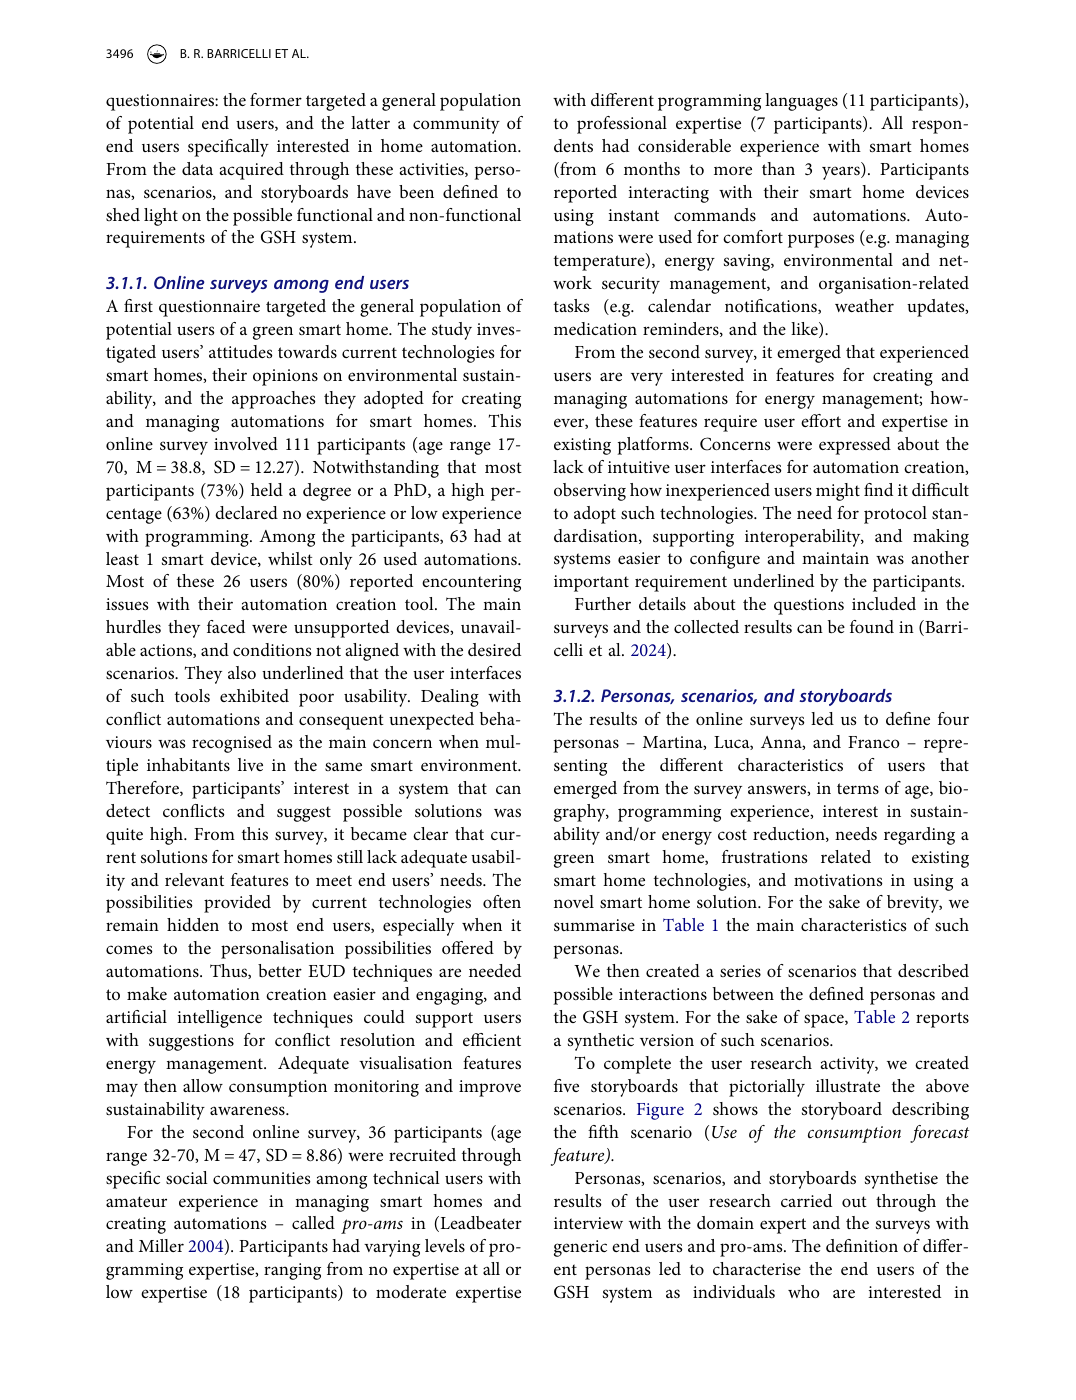 3496 B. R. BARRICELLI ET AL.
questionnaires: the former targeted a general population
of potential end users, and the latter a community of
end users specifically interested in home automation.
From the data acquired through these activities, perso-
nas, scenarios, and storyboards have been defined to
shed light on the possible functional and non-functional
requirements of the GSH system.
3.1.1. Online surveys among end users
A first questionnaire targeted the general population of
potential users of a green smart home. The study inves-
tigated users’ attitudes towards current technologies for
smart homes, their opinions on environmental sustain-
ability, and the approaches they adopted for creating
and managing automations for smart homes. This
online survey involved 111 participants (age range 17-
70, M = 38.8, SD = 12.27). Notwithstanding that most
participants (73%) held a degree or a PhD, a high per-
centage (63%) declared no experience or low experience
with programming. Among the participants, 63 had at
least 1 smart device, whilst only 26 used automations.
Most of these 26 users (80%) reported encountering
issues with their automation creation tool. The main
hurdles they faced were unsupported devices, unavail-
able actions, and conditions not aligned with the desired
scenarios. They also underlined that the user interfaces
of such tools exhibited poor usability. Dealing with
conflict automations and consequent unexpected beha-
viours was recognised as the main concern when mul-
tiple inhabitants live in the same smart environment.
Therefore, participants’ interest in a system that can
detect conflicts and suggest possible solutions was
quite high. From this survey, it became clear that cur-
rent solutions for smart homes still lack adequate usabil-
ity and relevant features to meet end users’ needs. The
possibilities provided by current technologies often
remain hidden to most end users, especially when it
comes to the personalisation possibilities offered by
automations. Thus, better EUD techniques are needed
to make automation creation easier and engaging, and
artificial intelligence techniques could support users
with suggestions for conflict resolution and efficient
energy management. Adequate visualisation features
may then allow consumption monitoring and improve
sustainability awareness.
For the second online survey, 36 participants (age
range 32-70, M = 47, SD = 8.86) were recruited through
specific social communities among technical users with
amateur experience in managing smart homes and
creating automations – called pro-ams in (Leadbeater
and Miller 2004). Participants had varying levels of pro-
gramming expertise, ranging from no expertise at all or
low expertise (18 participants) to moderate expertise
with different programming languages (11 participants),
to professional expertise (7 participants). All respon-
dents had considerable experience with smart homes
(from 6 months to more than 3 years). Participants
reported interacting with their smart home devices
using instant commands and automations. Auto-
mations were used for comfort purposes (e.g. managing
temperature), energy saving, environmental and net-
work security management, and organisation-related
tasks (e.g. calendar notifications, weather updates,
medication reminders, and the like).
From the second survey, it emerged that experienced
users are very interested in features for creating and
managing automations for energy management; how-
ever, these features require user effort and expertise in
existing platforms. Concerns were expressed about the
lack of intuitive user interfaces for automation creation,
observing how inexperienced users might find it difficult
to adopt such technologies. The need for protocol stan-
dardisation, supporting interoperability, and making
systems easier to configure and maintain was another
important requirement underlined by the participants.
Further details about the questions included in the
surveys and the collected results can be found in (Barri-
celli et al. 2024).
3.1.2. Personas, scenarios, and storyboards
The results of the online surveys led us to define four
personas – Martina, Luca, Anna, and Franco – repre-
senting the different characteristics of users that
emerged from the survey answers, in terms of age, bio-
graphy, programming experience, interest in sustain-
ability and/or energy cost reduction, needs regarding a
green smart home, frustrations related to existing
smart home technologies, and motivations in using a
novel smart home solution. For the sake of brevity, we
summarise in Table 1 the main characteristics of such
personas.
We then created a series of scenarios that described
possible interactions between the defined personas and
the GSH system. For the sake of space, Table 2 reports
a synthetic version of such scenarios.
To complete the user research activity, we created
five storyboards that pictorially illustrate the above
scenarios. Figure 2 shows the storyboard describing
the fifth scenario (Use of the consumption forecast
feature).
Personas, scenarios, and storyboards synthetise the
results of the user research carried out through the
interview with the domain expert and the surveys with
generic end users and pro-ams. The definition of differ-
ent personas led to characterise the end users of the
GSH system as individuals who are interested in